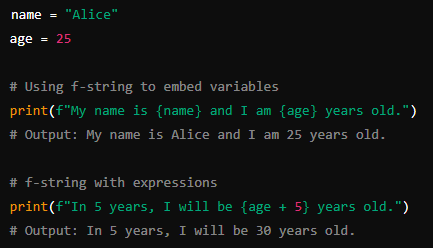 name = "Alice"
age = 25
# Using f-string to embed variables
print(f"My name is {name} and I am {age} years old.")
# Output: My name is Alice and I am 25 years old.
# f-string with expressions
print(f"In 5 years, I will be {age + 5} years old.")
# Output: In 5 years, I will be 30 years old.